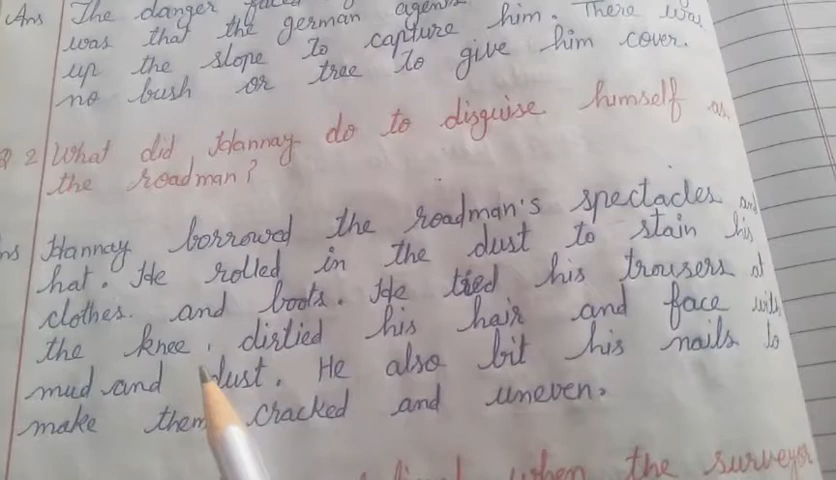 Ans The danger faced german agents
was that the german agents him. There was
up the slope to capture him cover.
no bush or tree to give
Q 2 What did Hannay do to disguise himself as
the roadman?
Ans Hannay borrowed the roadman's spectacles and
hat. He rolled in the dust to stain his
clothes. and boots. He tied his trousers at
the knee, dirtied his hair and face with
mud and dust. He also bit his nails to
make them cracked and uneven.
when the surveyor